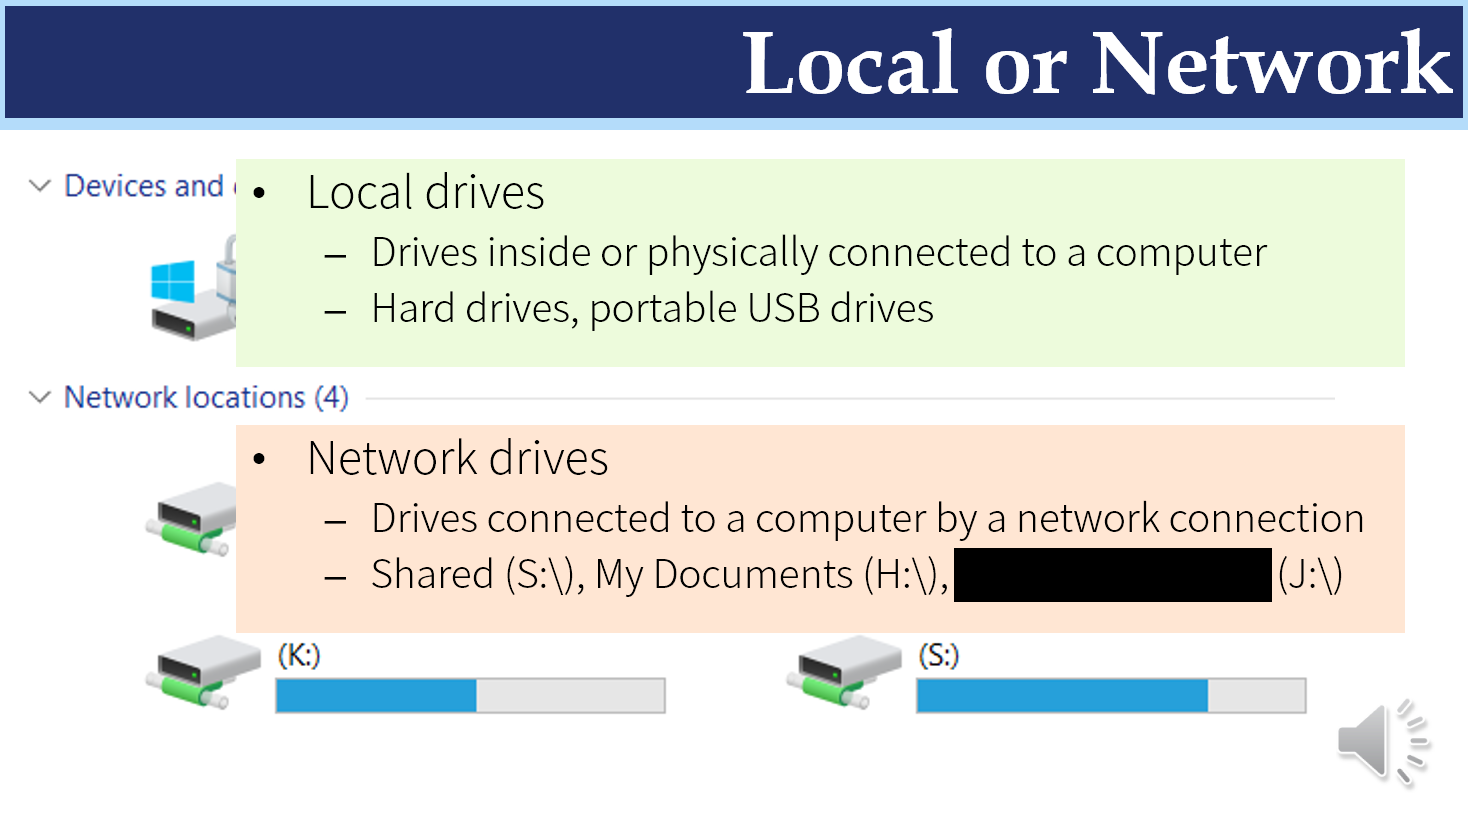 Local or Network
Devices and
• Local drives
– Drives inside or physically connected to a computer
– Hard drives, portable USB drives
Network locations (4)
• Network drives
– Drives connected to a computer by a network connection
– Shared (S:\), My Documents (H:\), (J:\)
(K:) (S:)